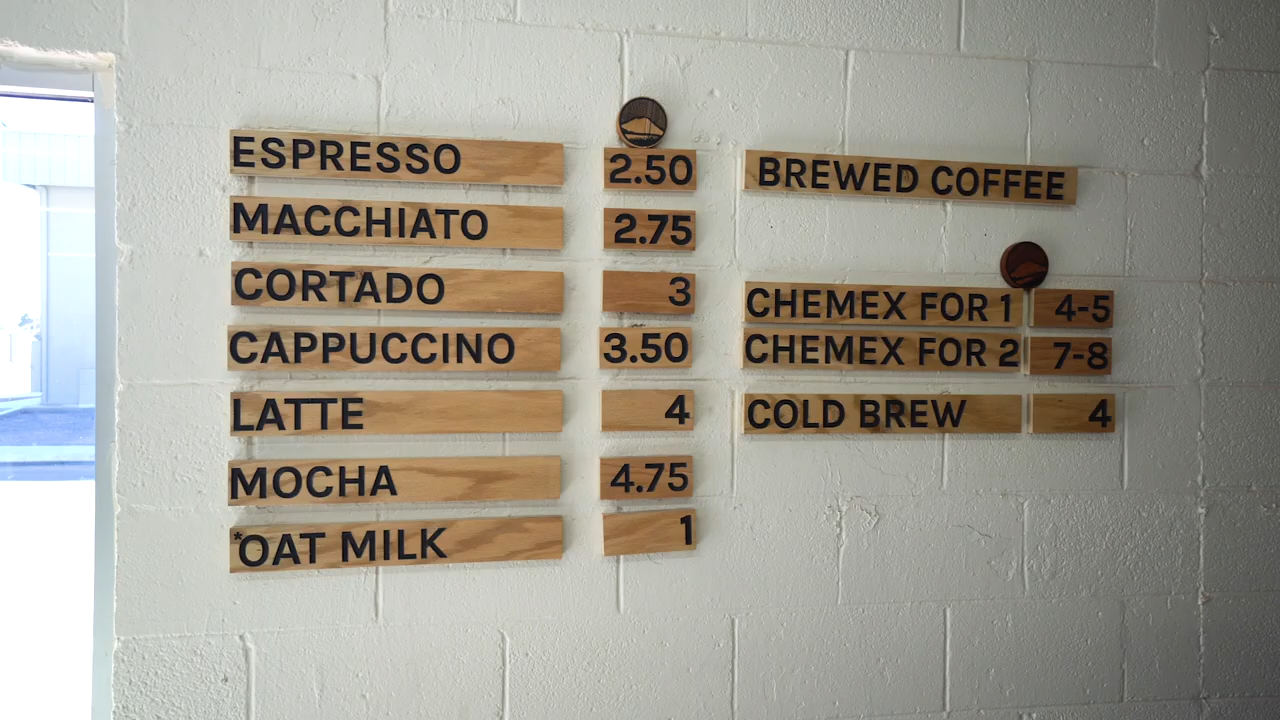 ESPRESSO 2.50
MACCHIATO 2.75
CORTADO 3
CAPPUCCINO 3.50
LATTE 4
MOCHA 4.75
*OAT MILK 1
BREWED COFFEE
CHEMEX FOR 1 4-5
CHEMEX FOR 2 7-8
COLD BREW 4